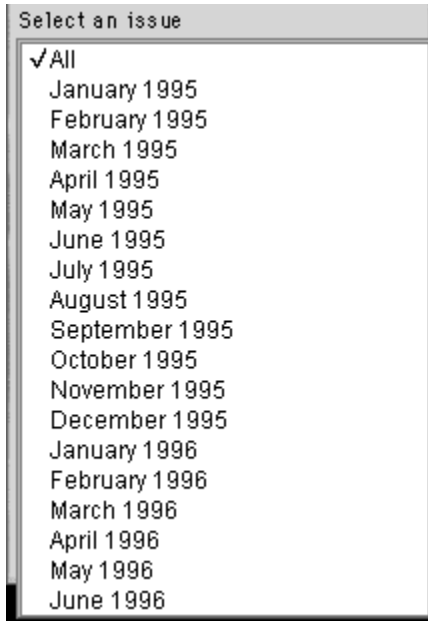 Select an issue
✓All
January 1995
February 1995
March 1995
April 1995
May 1995
June 1995
July 1995
August 1995
September 1995
October 1995
November 1995
December 1995
January 1996
February 1996
March 1996
April 1996
May 1996
June 1996